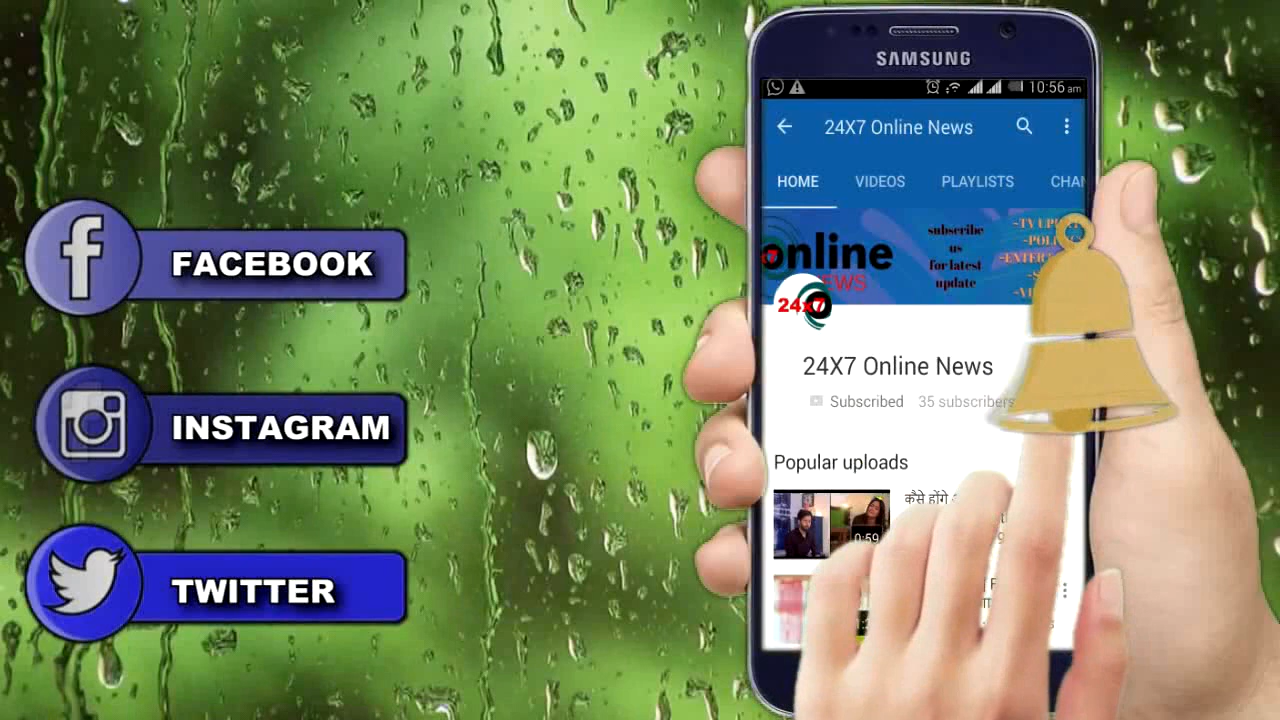 FACEBOOK
INSTAGRAM
TWITTER
SAMSUNG
10:56 am
24X7 Online News
HOME VIDEOS PLAYLISTS CHAN
online
subscribe
us
for latest
update
24x7
24X7 Online News
Subscribed 35 subscribers
Popular uploads
कैसे होंगे
0:59